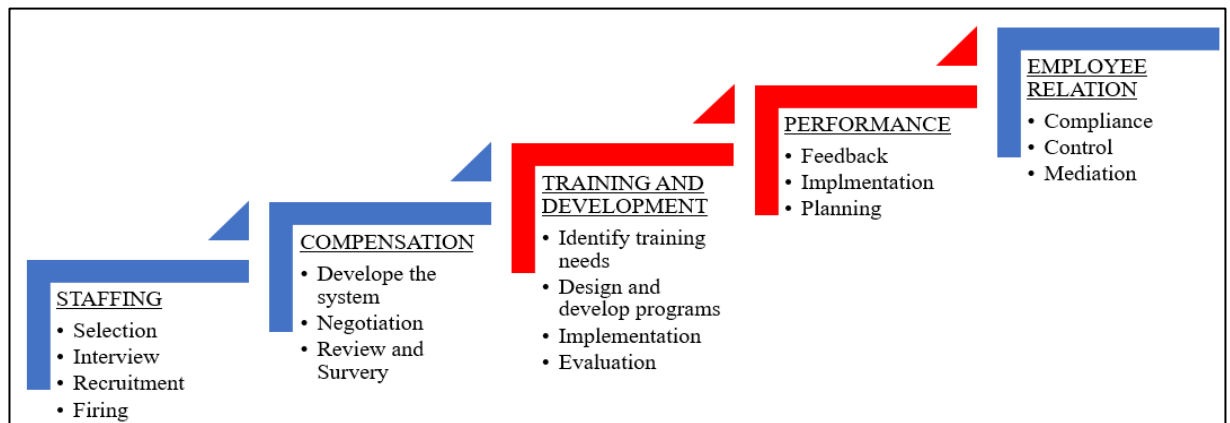 STAFFING
• Selection
• Interview
• Recruitment
• Firing
COMPENSATION
• Develope the
system
• Negotiation
• Review and
Survery
TRAINING AND
DEVELOPMENT
• Identify training
needs
• Design and
develop programs
• Implementation
• Evaluation
PERFORMANCE
• Feedback
• Implmentation
• Planning
EMPLOYEE
RELATION
• Compliance
• Control
• Mediation